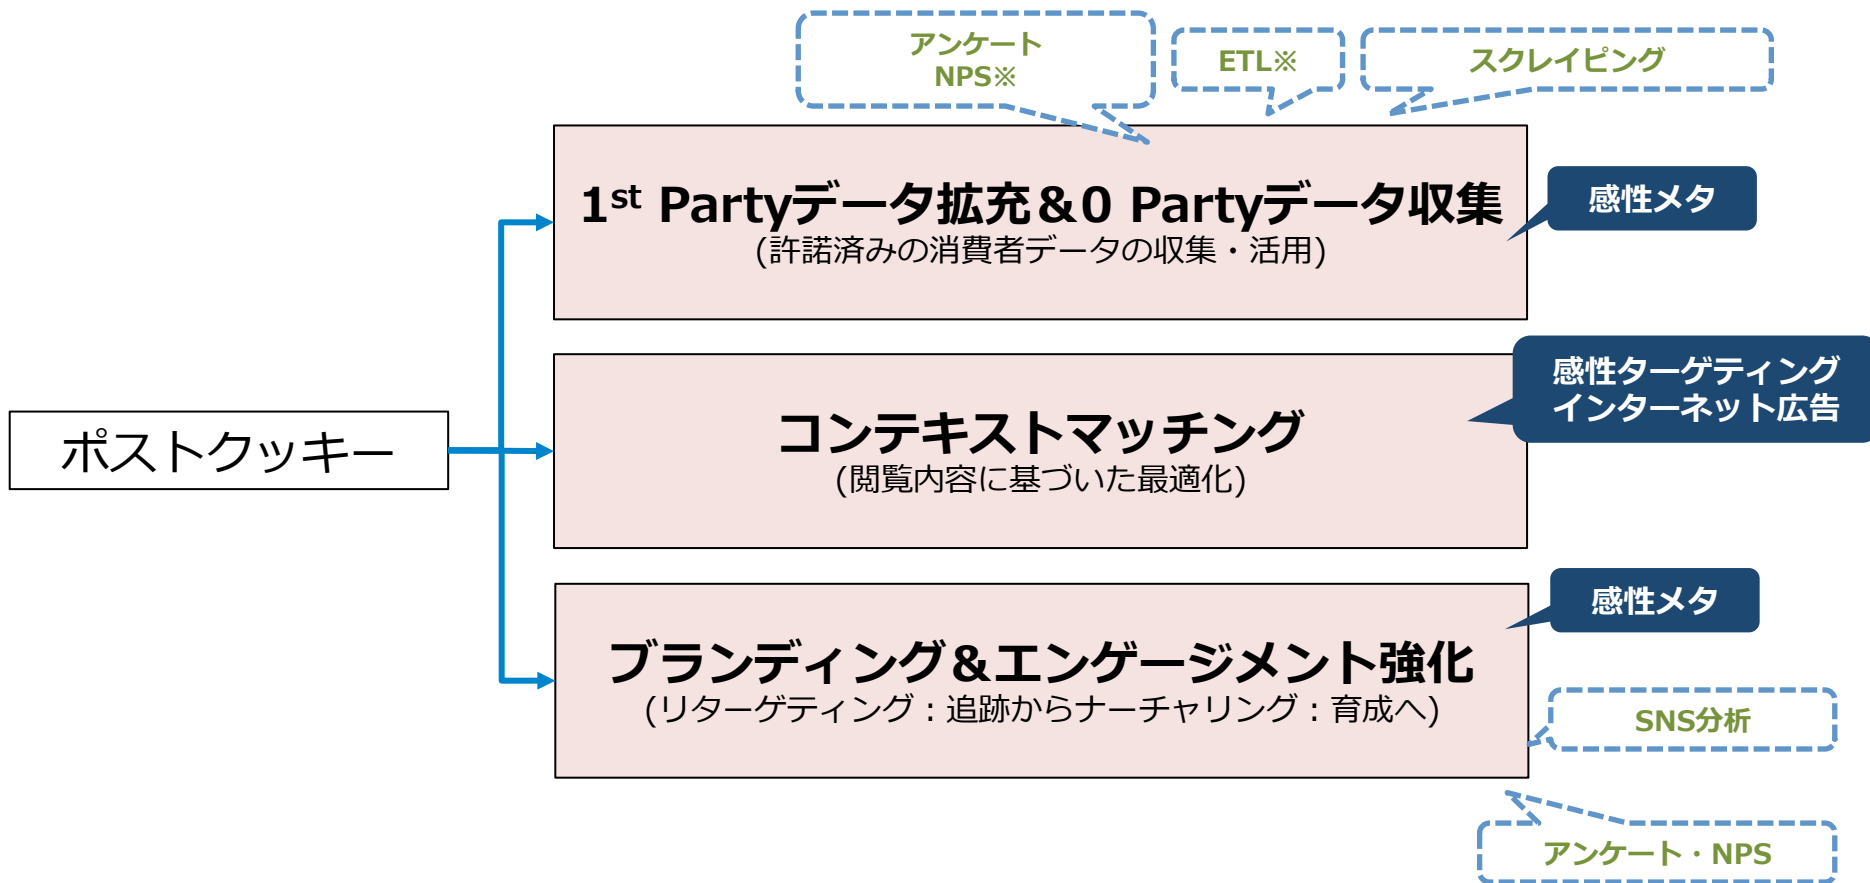 アンケート
NPS※
ETL※
スクレイピング
1st Partyデータ拡充&0 Partyデータ収集
(許諾済みの消費者データの収集・活用)
感性メタ
ポストクッキー
コンテキストマッチング
(閲覧内容に基づいた最適化)
感性ターゲティング
インターネット広告
ブランディング&エンゲージメント強化
(リターゲティング：追跡からナーチャリング：育成へ)
感性メタ
SNS分析
アンケート・NPS